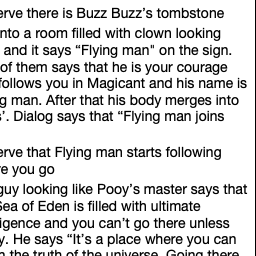 erve there is Buzz Buzz’s tombstone
nto a room filled with clown looking
and it says “Flying man" on the sign.
of them says that he is your courage
follows you in Magicant and his name is
g man. After that his body merges into
’. Dialog says that “Flying man joins
erve that Flying man starts following
e you go
guy looking like Pooy’s master says that
Sea of Eden is filled with ultimate
igence and you can’t go there unless
y. He says “It’s a place where you can
n the truth of the universe. Going there